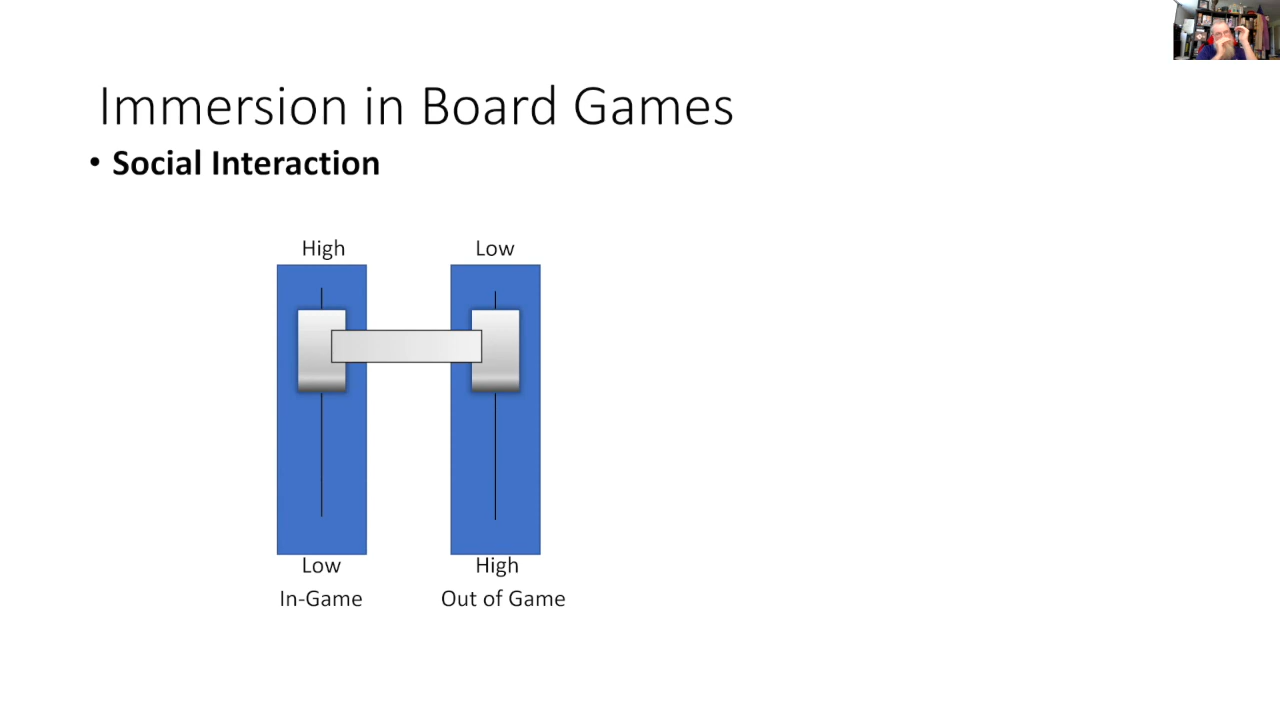 Immersion in Board Games
• Social Interaction
High Low
Low High
In-Game Out of Game